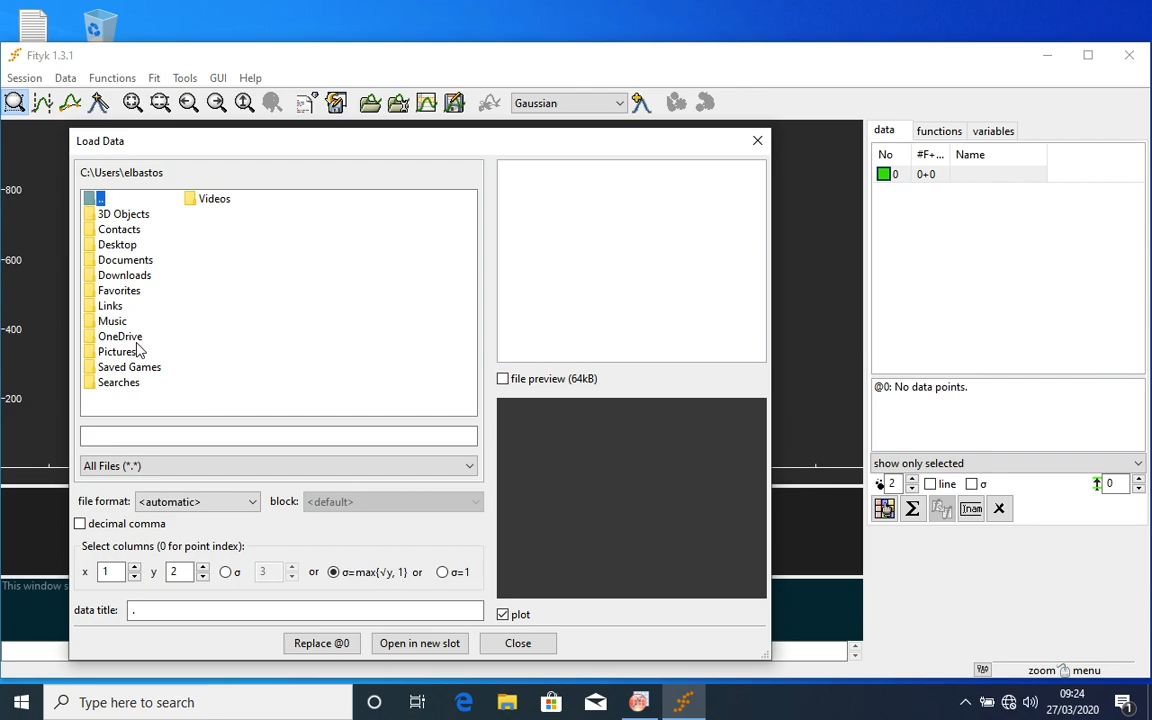 Fityk 1.3.1
Session Data Functions Fit Tools GUI Help
Gaussian
data functions variables
No #F+... Name
0 0+0
Load Data
C:\Users\elbastos
..
3D Objects
Contacts
Desktop
Documents
Downloads
Favorites
Links
Music
OneDrive
Pictures
Saved Games
Searches
Videos
800
600
400
200
file preview (64kB)
@0: No data points.
All Files (*.*)
show only selected
2 line σ 0
file format: <automatic> block: <default>
decimal comma
Select columns (0 for point index):
x 1 y 2 σ 3 or σ=max{√y, 1} or σ=1
This window s
data title: .
plot
Replace @0 Open in new slot Close
zoom menu
Type here to search
09:24
27/03/2020
1